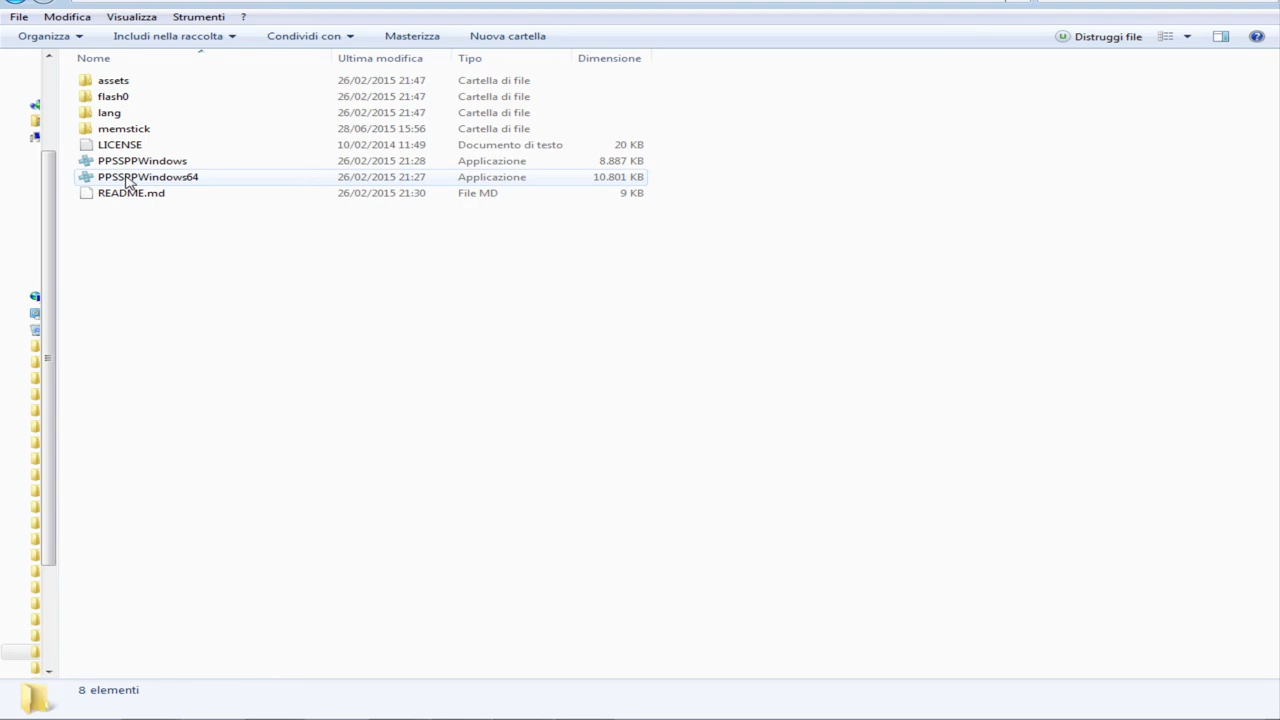 File Modifica Visualizza Strumenti ?
Organizza Includi nella raccolta Condividi con Masterizza Nuova cartella Distruggi file
Nome Ultima modifica Tipo Dimensione
assets 26/02/2015 21:47 Cartella di file
flash0 26/02/2015 21:47 Cartella di file
lang 26/02/2015 21:47 Cartella di file
memstick 28/06/2015 15:56 Cartella di file
LICENSE 10/02/2014 11:49 Documento di testo 20 KB
PPSSPPWindows 26/02/2015 21:28 Applicazione 8.887 KB
PPSSPPWindows64 26/02/2015 21:27 Applicazione 10.801 KB
README.md 26/02/2015 21:30 File MD 9 KB
8 elementi